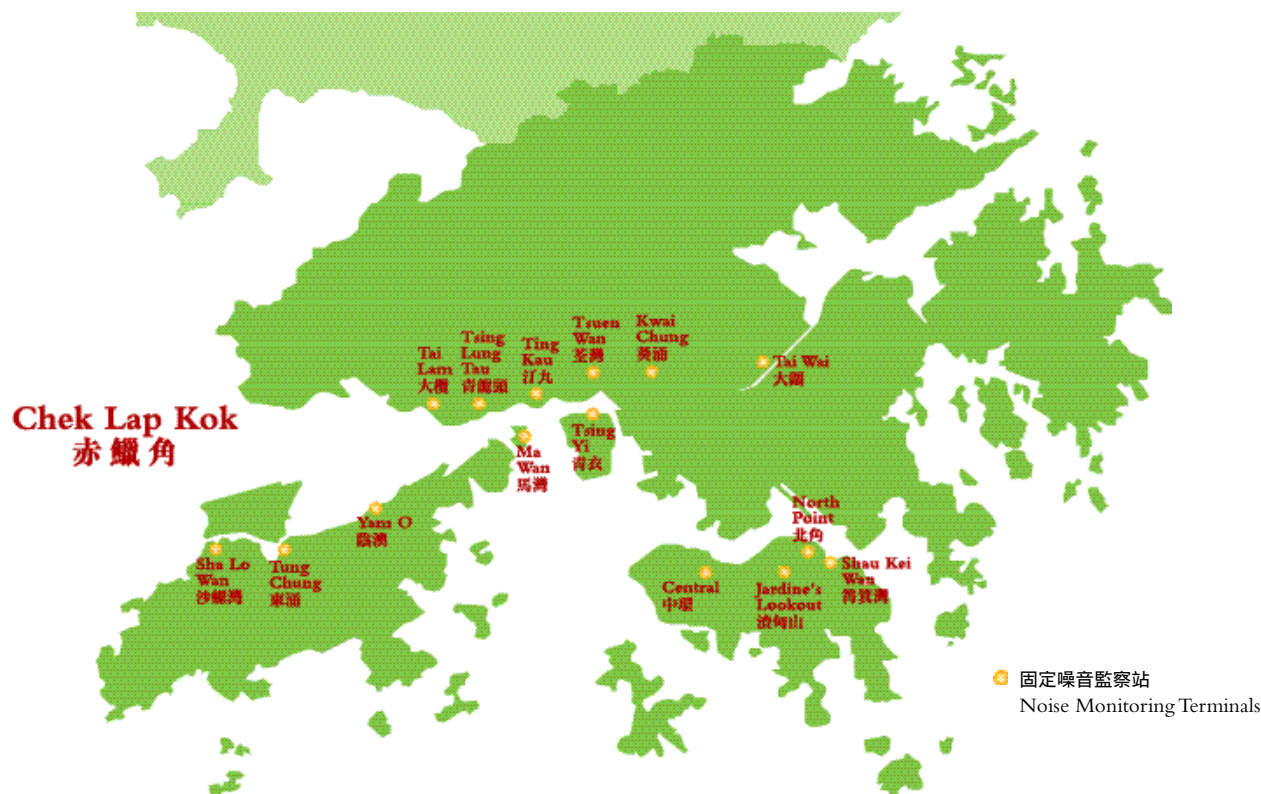 Chek Lap Kok
赤鱲角
Tai
Lam
大欖
Tsing
Lung
Tau
青龍頭
Ting
Kau
汀九
Tsuen
Wan
荃灣
Kwai
Chung
葵涌
Tai Wai
大圍
Tsing
Yi
青衣
Ma
Wan
馬灣
Yam O
陰澳
Sha Lo
Wan
沙螺灣
Tung
Chung
東涌
North
Point
北角
Shau Kei
Wan
筲箕灣
Central
中環
Jardine's
Lookout
渣甸山
固定噪音監察站
Noise Monitoring Terminals